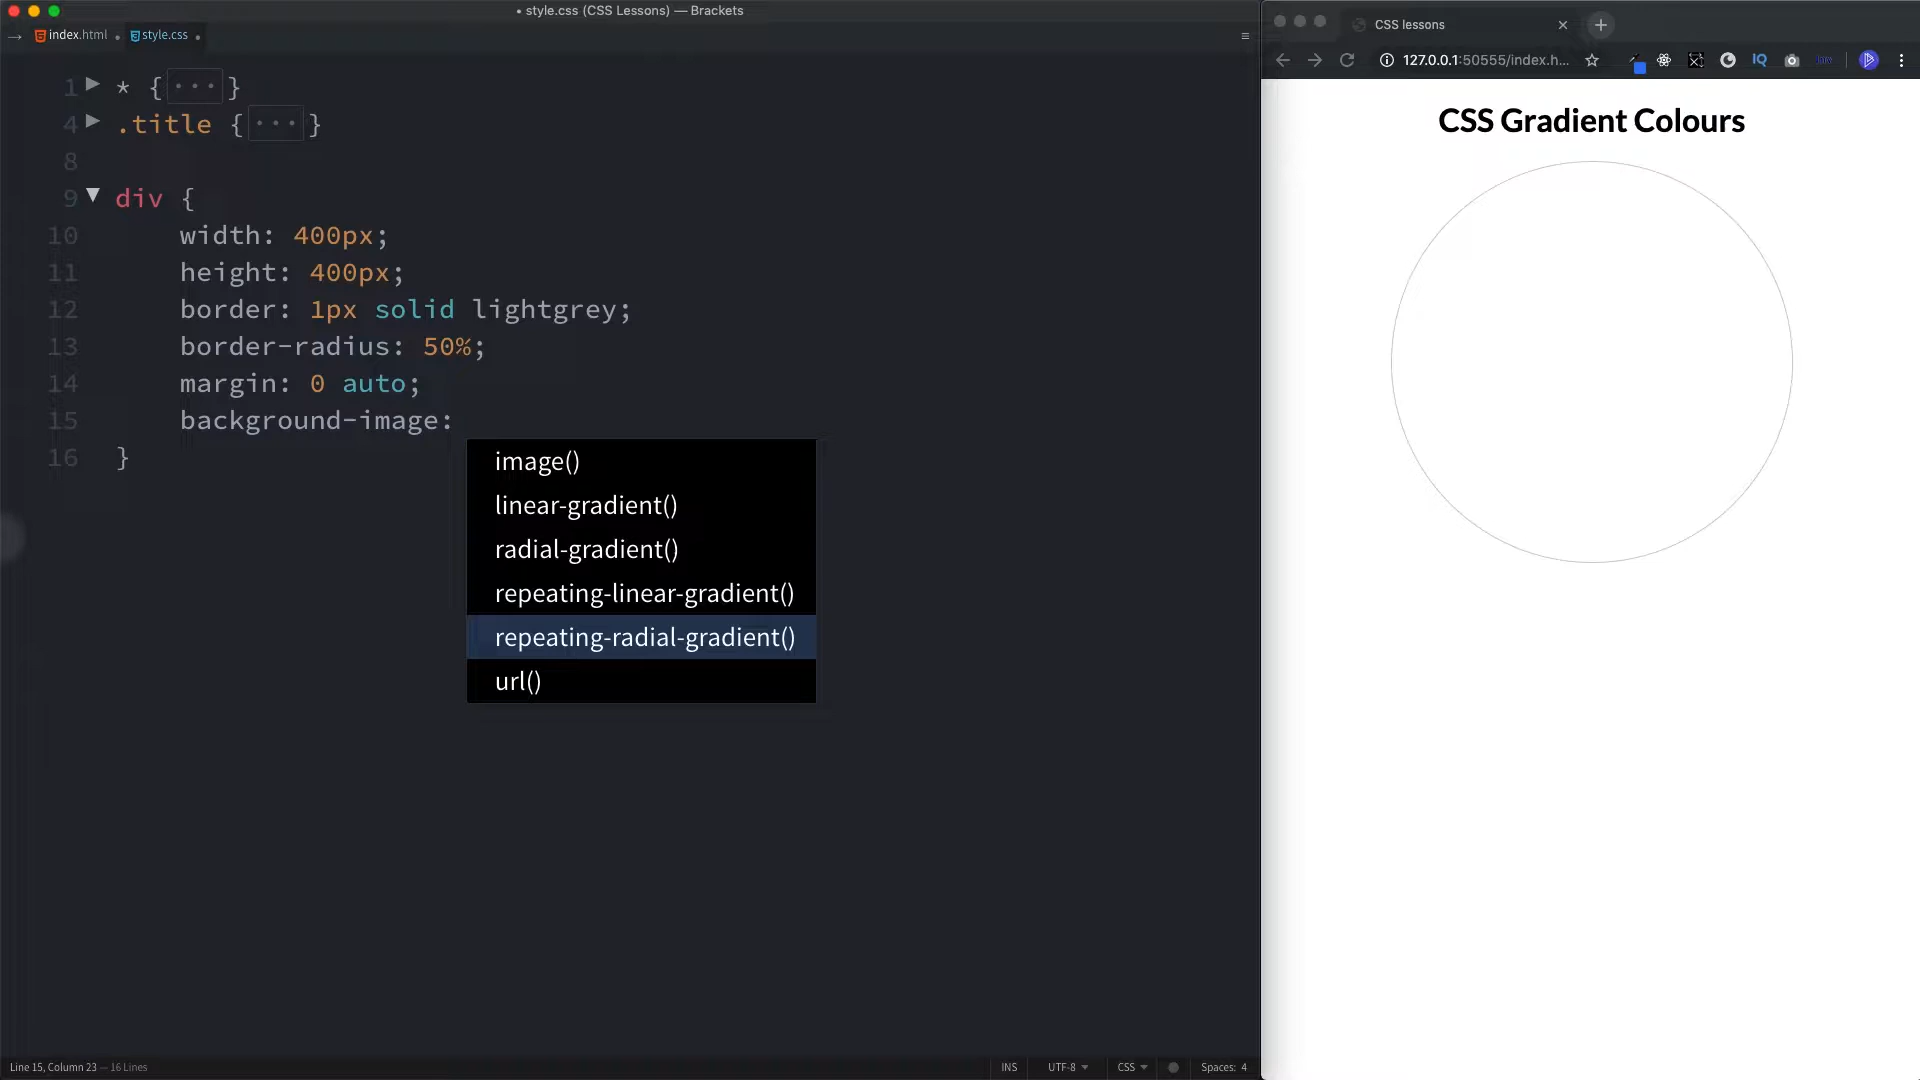 • style.css (CSS Lessons) — Brackets
index.html •
style.css •
1 * {...}
4 .title {...}
8
9 div {
10 width: 400px;
11 height: 400px;
12 border: 1px solid lightgrey;
13 border-radius: 50%;
14 margin: 0 auto;
15 background-image:
16 }
image()
linear-gradient()
radial-gradient()
repeating-linear-gradient()
repeating-radial-gradient()
url()
Line 15, Column 23 — 16 Lines
INS
UTF-8
CSS
Spaces: 4
CSS lessons
127.0.0.1:50555/index.h...
IQ
CSS Gradient Colours